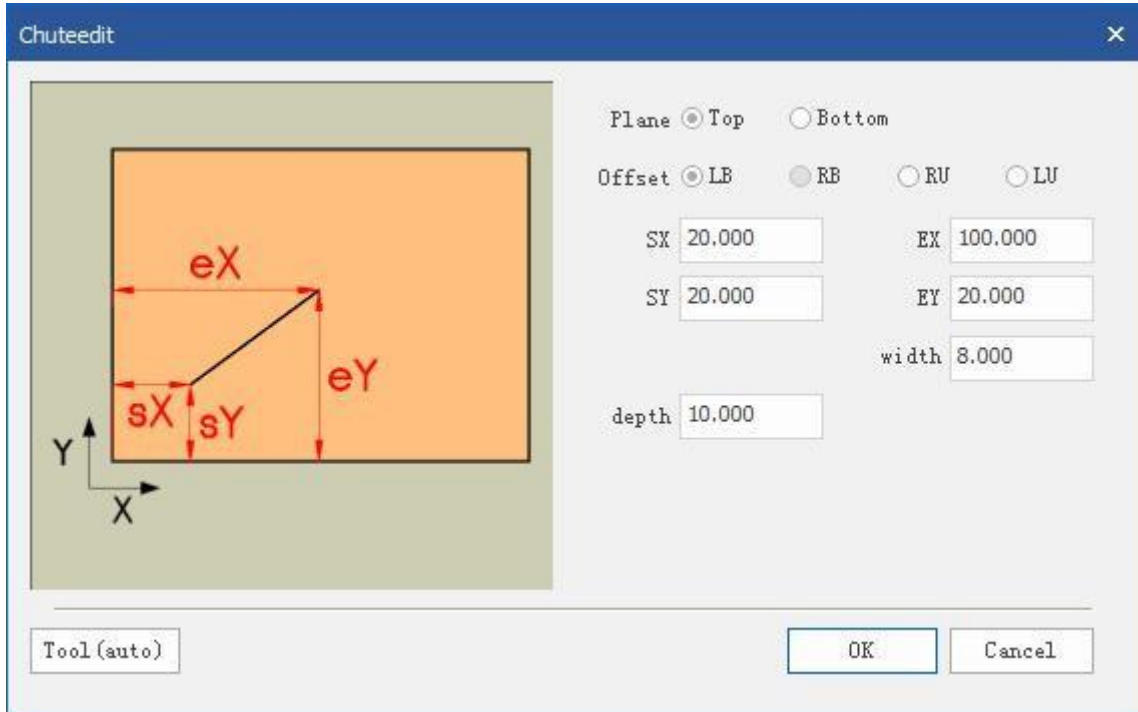 Chuteedit
Plane Top Bottom
Offset LB RB RU LU
SX 20.000 EX 100.000
SY 20.000 EY 20.000
width 8.000
depth 10.000
eX
eY
sX sY
Y
X
Tool(auto) OK Cancel